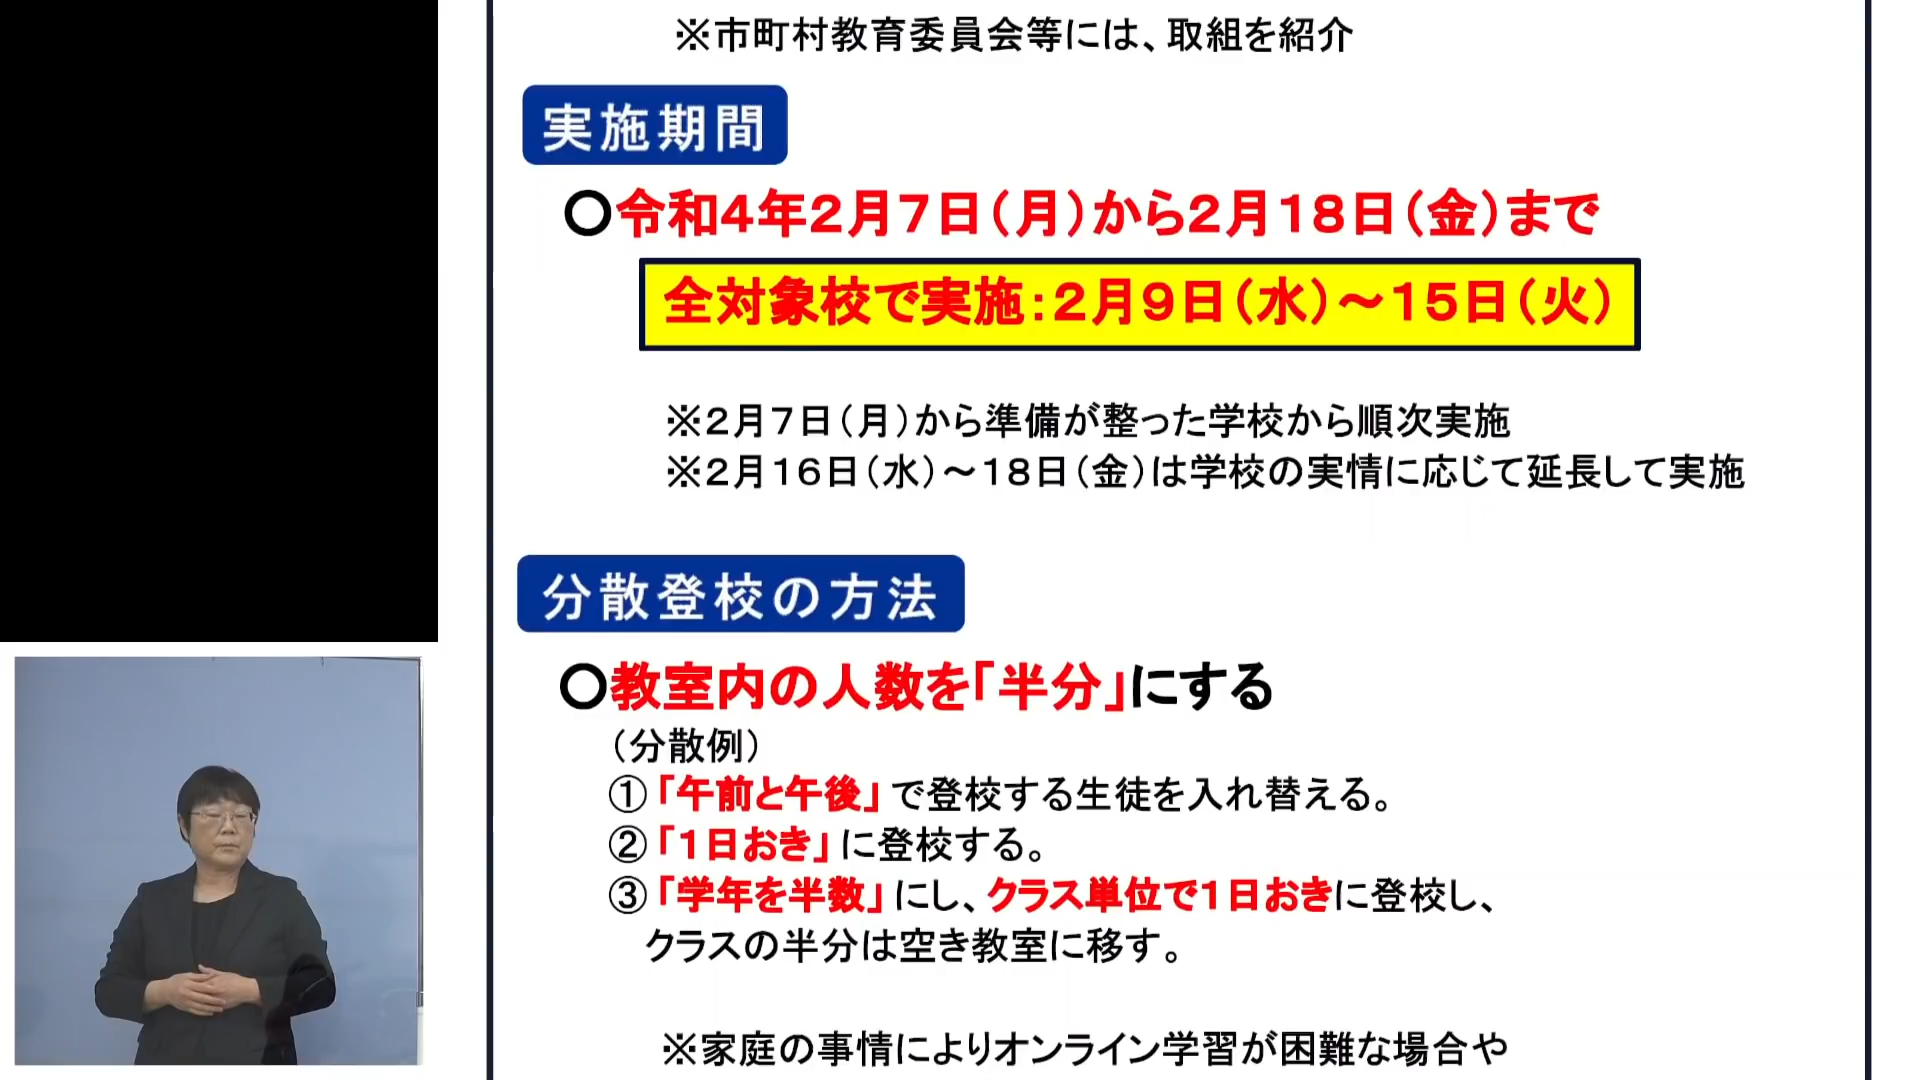 ※市町村教育委員会等には、取組を紹介
実施期間
○令和4年2月7日（月）から2月18日（金）まで
全対象校で実施：2月9日（水）～15日（火）
※2月7日（月）から準備が整った学校から順次実施
※2月16日（水）～18日（金）は学校の実情に応じて延長して実施
分散登校の方法
○教室内の人数を「半分」にする
（分散例）
①「午前と午後」で登校する生徒を入れ替える。
②「1日おき」に登校する。
③「学年を半数」にし、クラス単位で1日おきに登校し、
クラスの半分は空き教室に移す。
※家庭の事情によりオンライン学習が困難な場合や